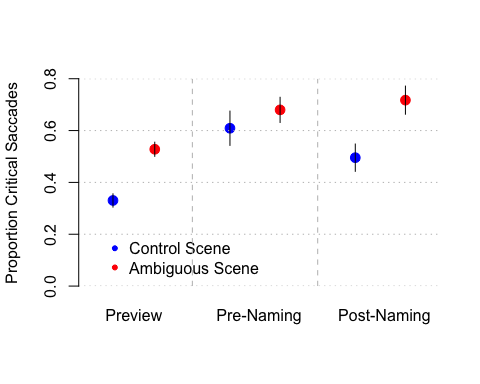 Proportion Critical Saccades
0.8
0.6
0.4
0.2
0.0
Control Scene
Ambiguous Scene
Preview
Pre-Naming
Post-Naming